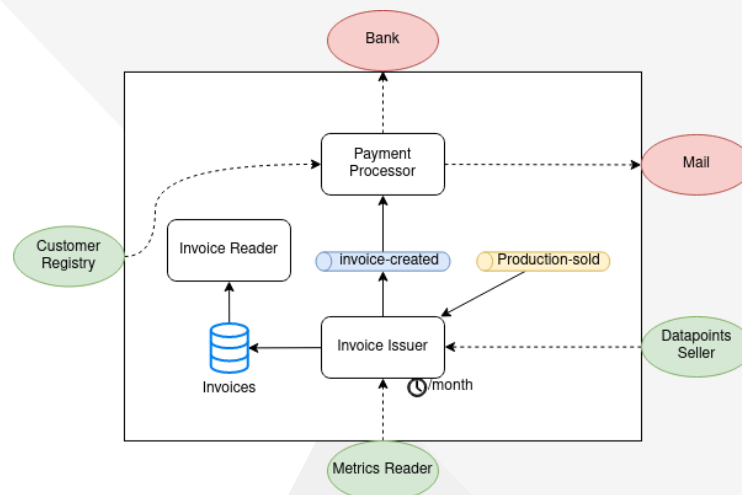 Bank
Payment
Processor
Mail
Customer
Registry
Invoice Reader
invoice-created
Production-sold
Invoice Issuer
Datapoints
Seller
Invoices
/month
Metrics Reader